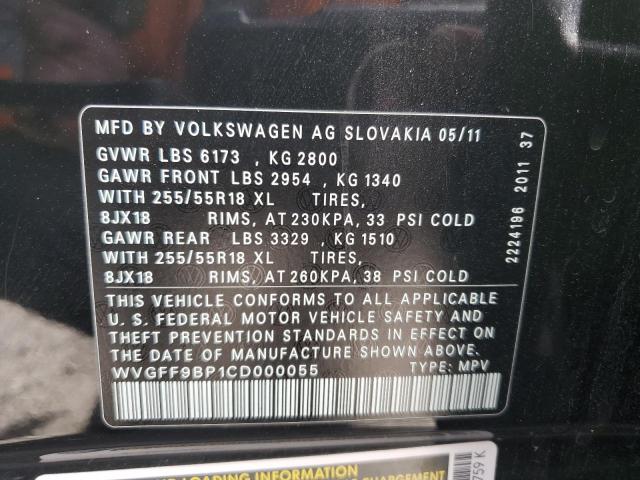 MFD BY VOLKSWAGEN AG SLOVAKIA 05/11
GVWR LBS 6173 , KG 2800
GAWR FRONT LBS 2954 , KG 1340
WITH 255/55R18 XL TIRES,
8JX18 RIMS, AT 230KPA, 33 PSI COLD
GAWR REAR LBS 3329 , KG 1510
WITH 255/55R18 XL TIRES,
8JX18 RIMS, AT 260KPA, 38 PSI COLD
THIS VEHICLE CONFORMS TO ALL APPLICABLE
U. S. FEDERAL MOTOR VEHICLE SAFETY AND
THEFT PREVENTION STANDARDS IN EFFECT ON
THE DATE OF MANUFACTURE SHOWN ABOVE.
WVGFF9BP1CD000055 TYPE: MPV
2224196 2011 37
LOADING INFORMATION
759 K